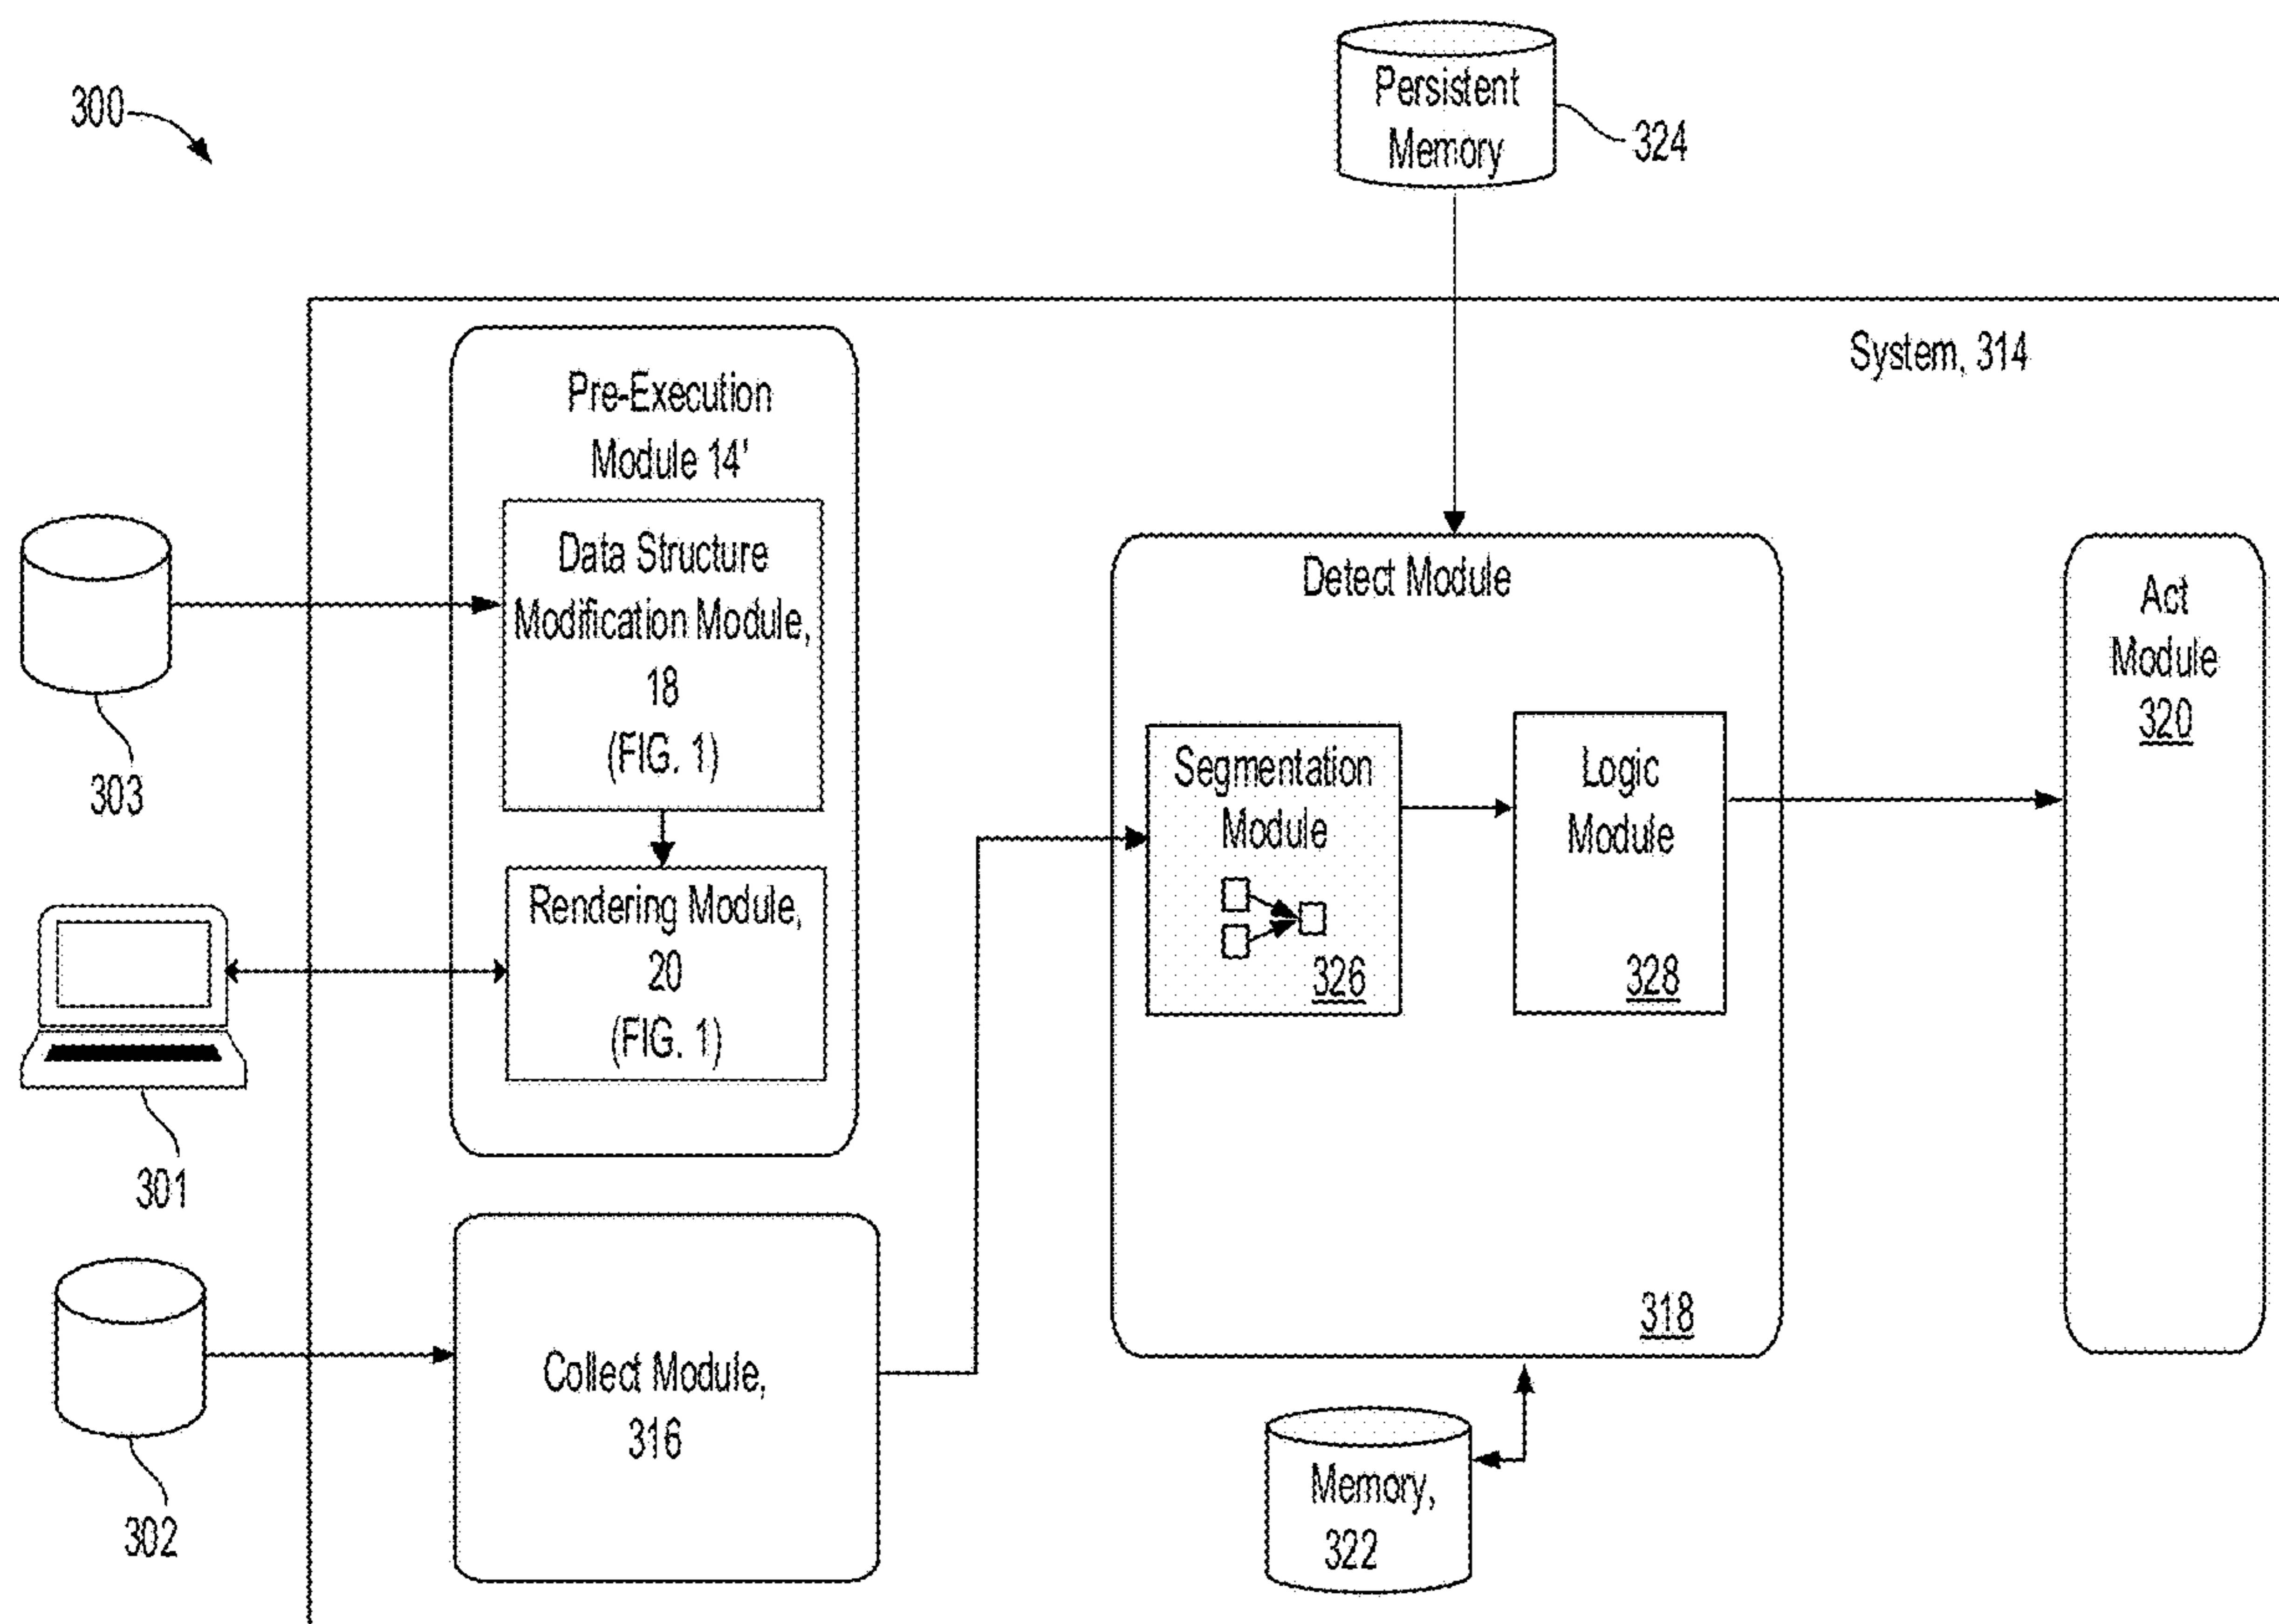 300
Persistent
Memory
324
System, 314
Pre-Execution
Module 14'
Data Structure
Modification Module,
18
(FIG. 1)
303
Rendering Module,
20
(FIG. 1)
301
Collect Module,
316
302
Detect Module
Segmentation
Module
326
Logic
Module
328
318
Memory,
322
Act
Module
320